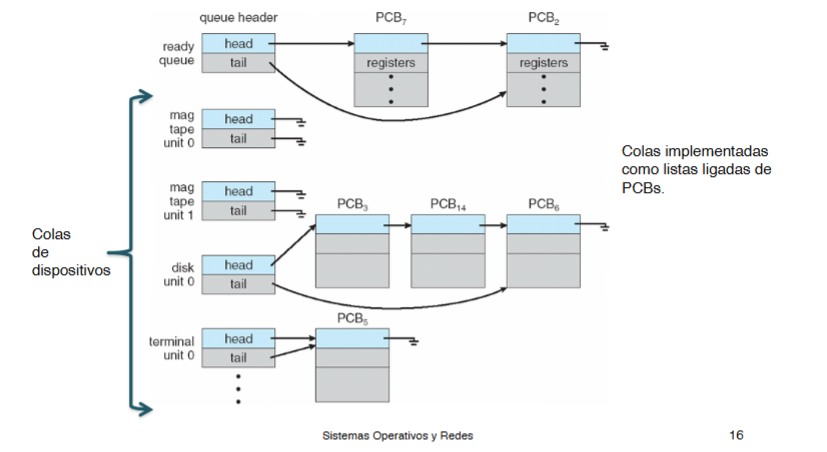 queue header
PCB7
PCB2
ready
queue
head
tail
registers
registers
mag
tape
unit 0
head
tail
mag
tape
unit 1
head
tail
PCB3
PCB14
PCB6
disk
unit 0
head
tail
PCB5
terminal
unit 0
head
tail
Colas
de
dispositivos
Colas implementadas
como listas ligadas de
PCBs.
Sistemas Operativos y Redes
16